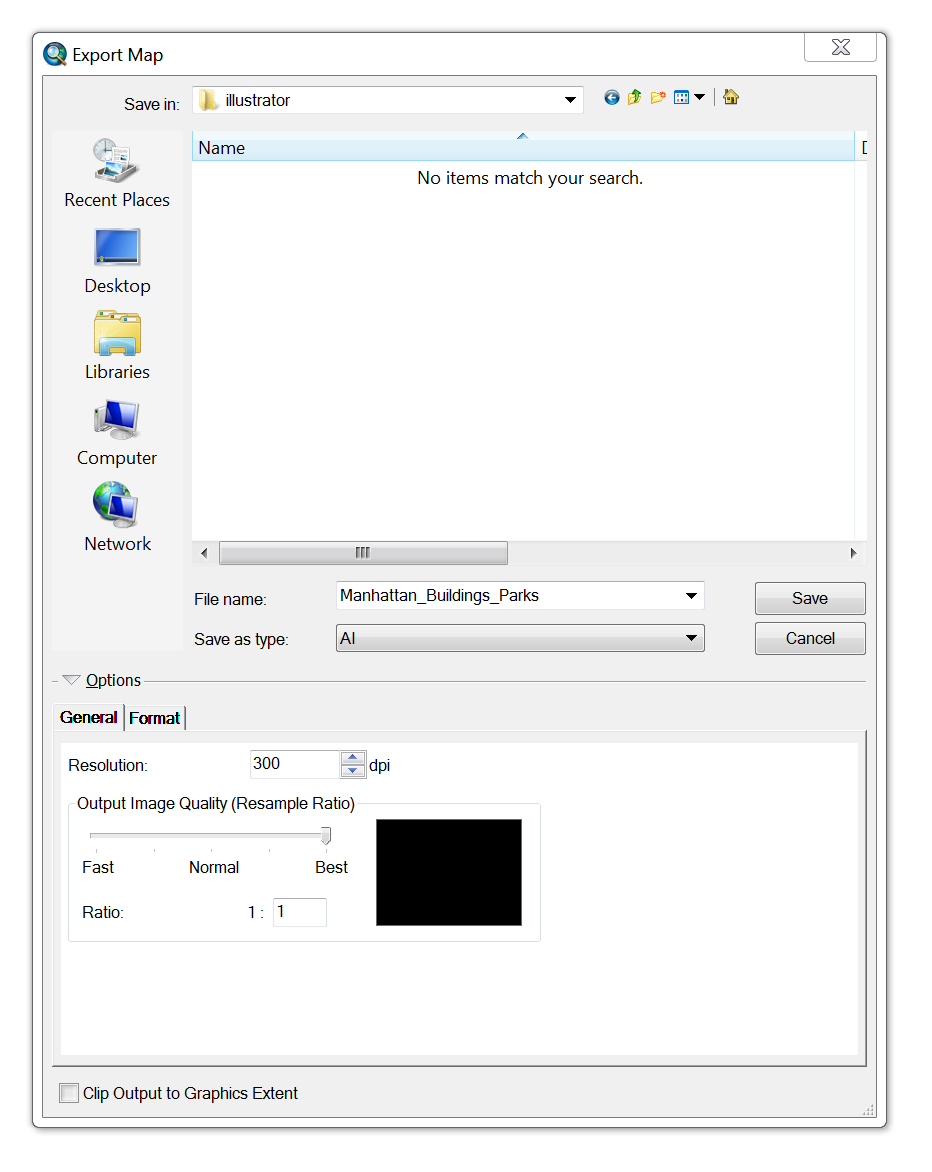 Export Map
Save in: illustrator
Name
No items match your search.
Recent Places
Desktop
Libraries
Computer
Network
File name: Manhattan_Buildings_Parks Save
Save as type: AI Cancel
Options
General Format
Resolution: 300 dpi
Output Image Quality (Resample Ratio)
Fast Normal Best
Ratio: 1 : 1
Clip Output to Graphics Extent